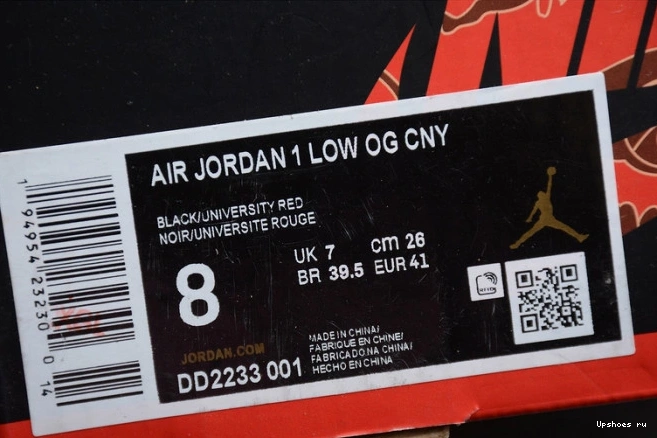 AIR JORDAN 1 LOW OG CNY
BLACK/UNIVERSITY RED
NOIR/UNIVERSITE ROUGE
8
UK 7 cm 26
BR 39.5 EUR 41
JORDAN.COM
DD2233 001
MADE IN CHINA/
FABRIQUE EN CHINE/
FABRICADO NA CHINA/
HECHO EN CHINA
1 94954 23230 0 14
Upshoes ru